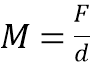 M = F/d